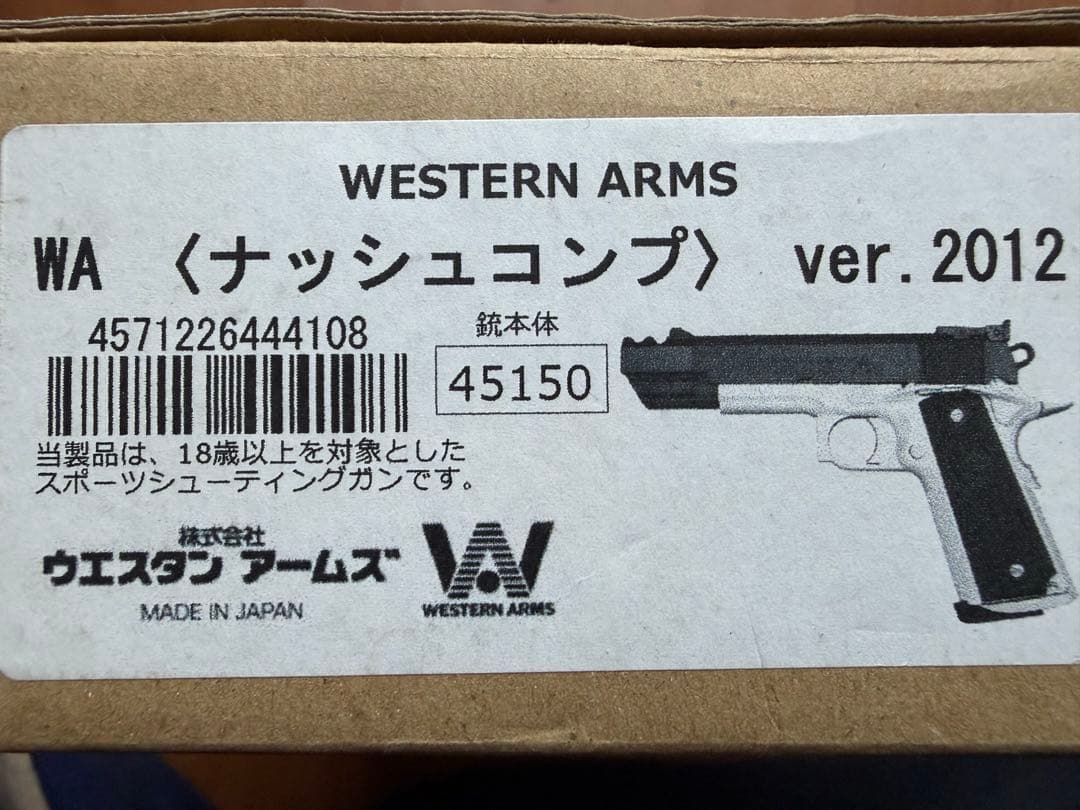 WESTERN ARMS
WA 〈ナッシュコンプ〉 ver.2012
4571226444108
銃本体
45150
当製品は、18歳以上を対象とした
スポーツシューティングガンです。
株式会社
ウエスタン アームズ
MADE IN JAPAN
WESTERN ARMS